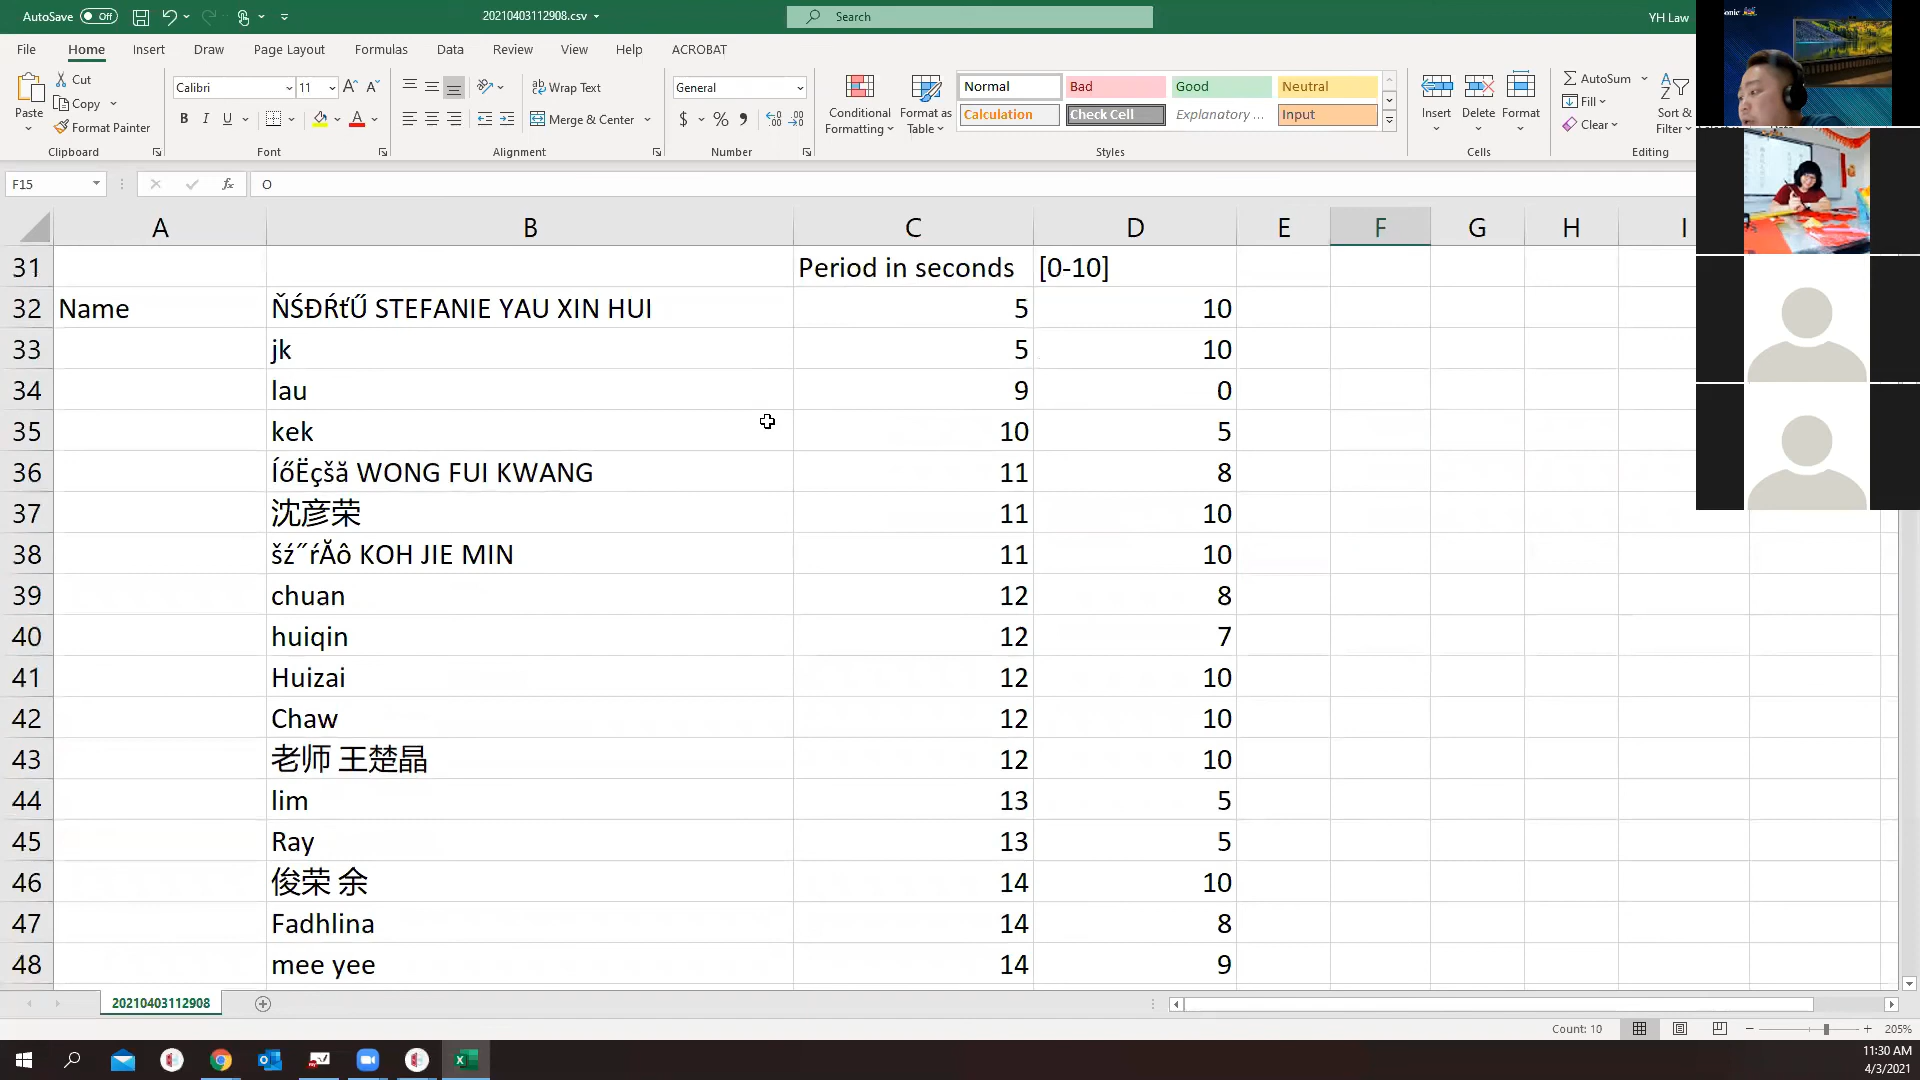 AutoSave Off 20210403112908.csv Search YH Law
File Home Insert Draw Page Layout Formulas Data Review View Help ACROBAT
Paste Cut Copy Format Painter
Calibri 11 B I U
Wrap Text Merge & Center
General $ % 9
Conditional Formatting Format as Table
Normal Bad Good Neutral
Calculation Check Cell Explanatory ... Input
Insert Delete Format
AutoSum Fill Clear Sort & Filter
Clipboard Font Alignment Number Styles Cells Editing
F15 fx O
A B C D E F G H I
31 Period in seconds [0-10]
32 Name ŇŚĐŔťŰ STEFANIE YAU XIN HUI 5 10
33 jk 5 10
34 lau 9 0
35 kek 10 5
36 ÍőËçšă WONG FUI KWANG 11 8
37 沈彦荣 11 10
38 šź˝ŕĂô KOH JIE MIN 11 10
39 chuan 12 8
40 huiqin 12 7
41 Huizai 12 10
42 Chaw 12 10
43 老师 王楚晶 12 10
44 lim 13 5
45 Ray 13 5
46 俊荣 余 14 10
47 Fadhlina 14 8
48 mee yee 14 9
20210403112908
Count: 10 205%
11:30 AM
4/3/2021